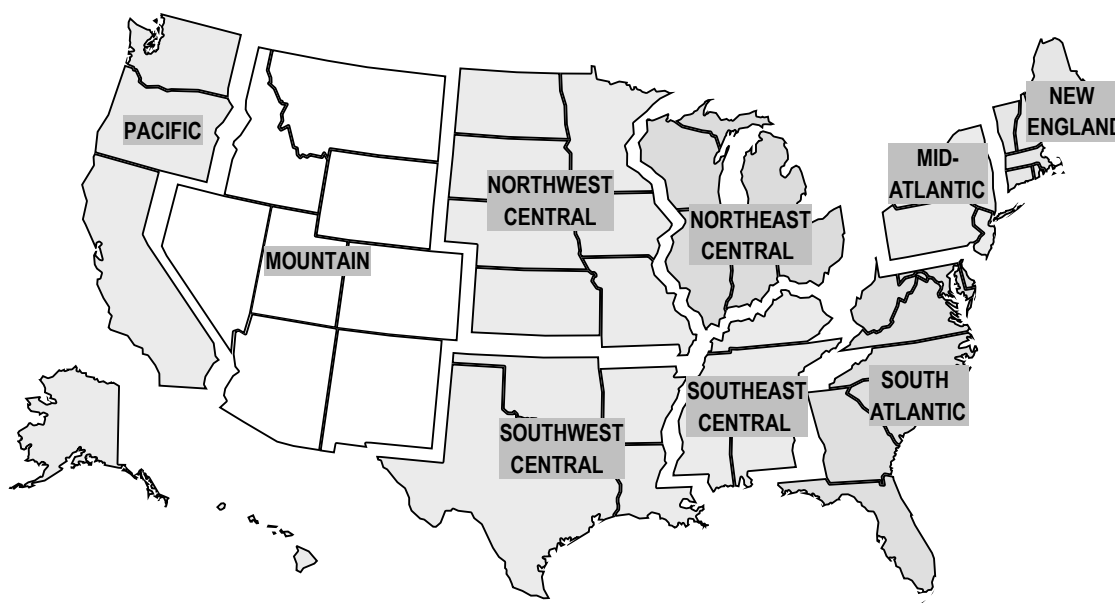 PACIFIC
MOUNTAIN
NORTHWEST
CENTRAL
SOUTHWEST
CENTRAL
NORTHEAST
CENTRAL
SOUTHEAST
CENTRAL
MID-
ATLANTIC
SOUTH
ATLANTIC
NEW
ENGLAND